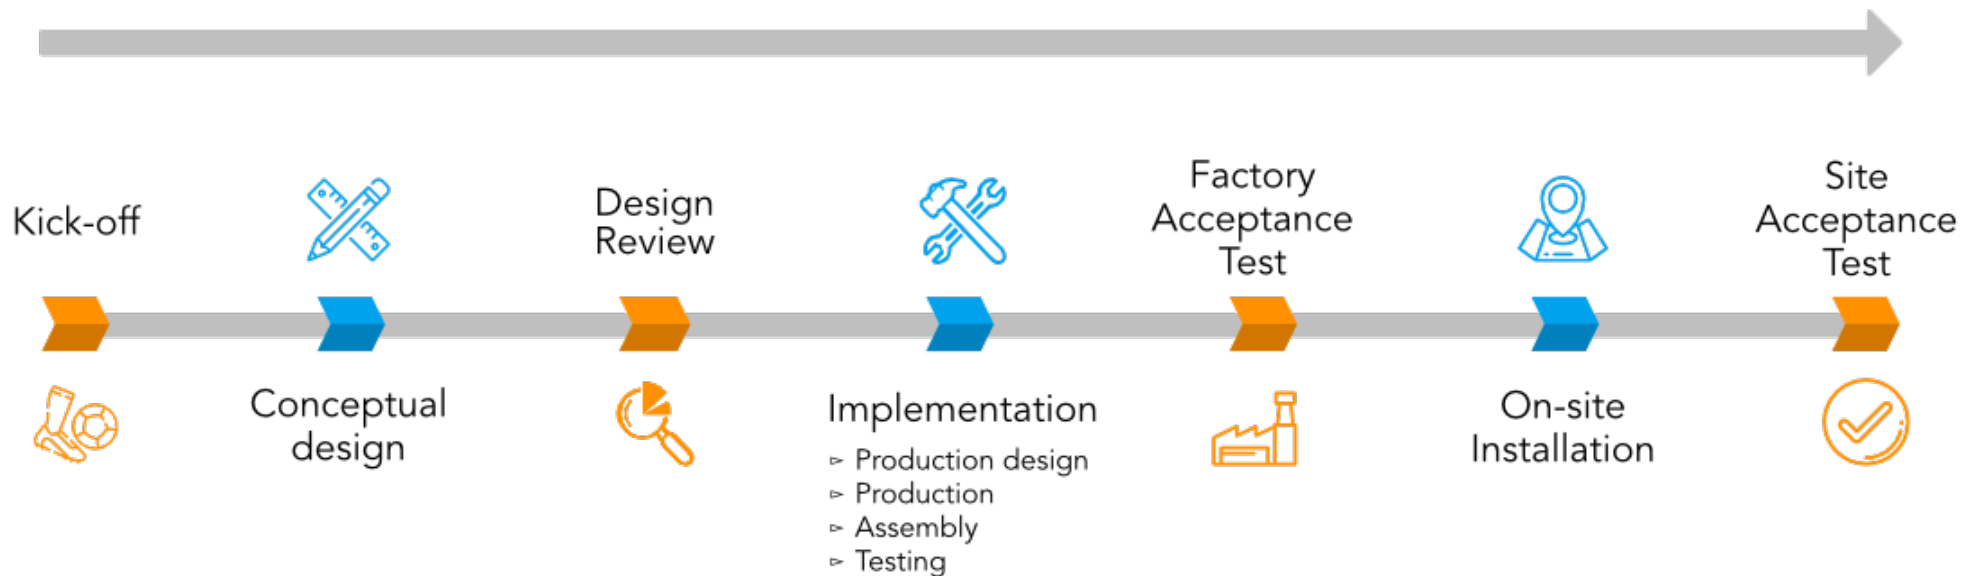 Kick-off
Conceptual
design
Design
Review
Implementation
▻ Production design
▻ Production
▻ Assembly
▻ Testing
Factory
Acceptance
Test
On-site
Installation
Site
Acceptance
Test